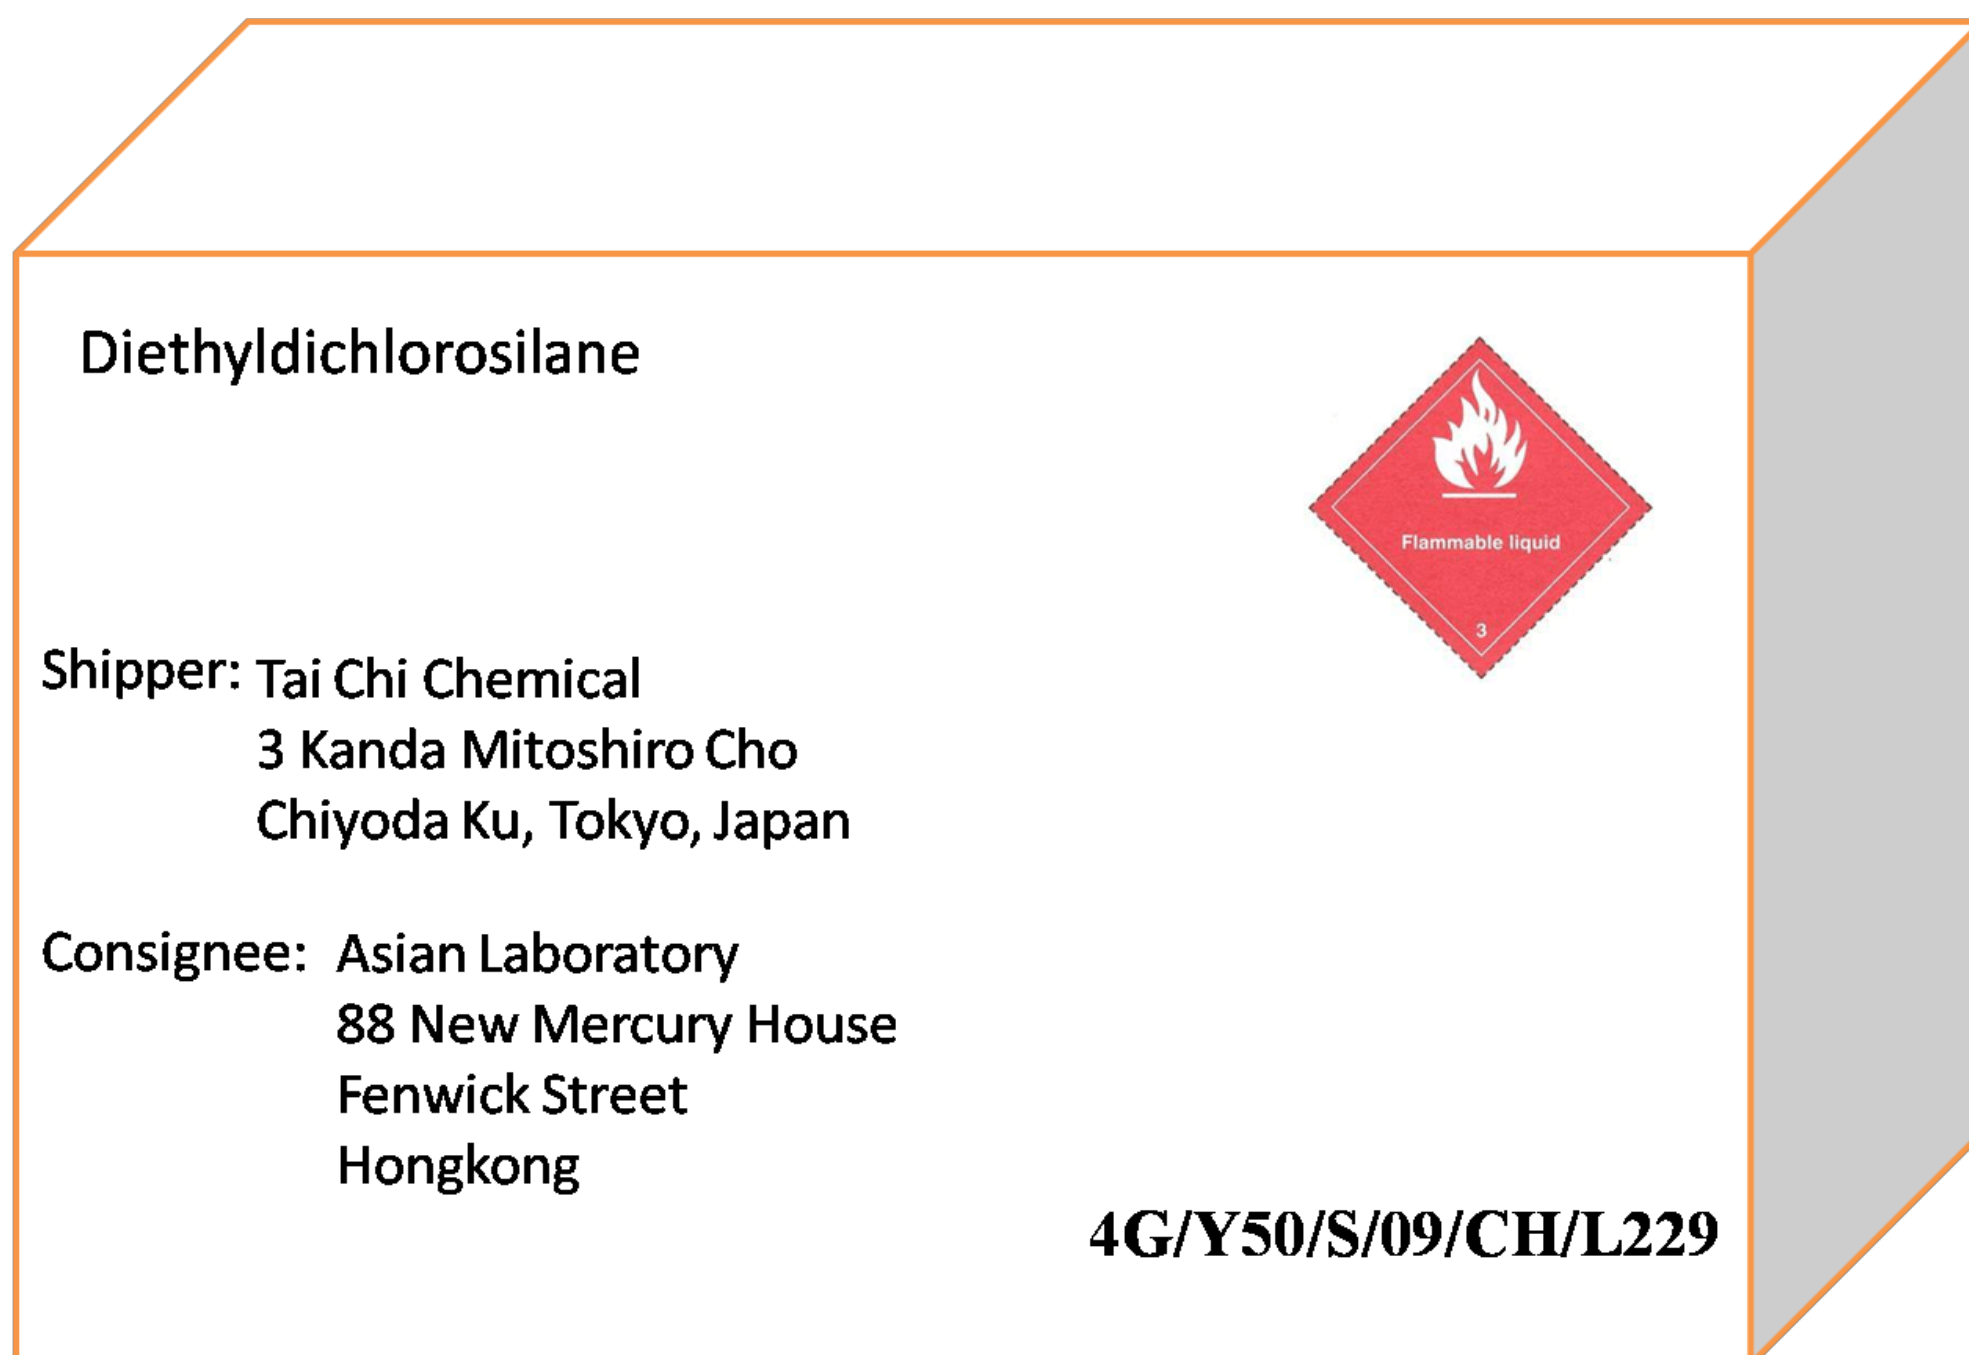 Diethyldichlorosilane
Flammable liquid
3
Shipper: Tai Chi Chemical
3 Kanda Mitoshiro Cho
Chiyoda Ku, Tokyo, Japan
Consignee: Asian Laboratory
88 New Mercury House
Fenwick Street
Hongkong
4G/Y50/S/09/CH/L229